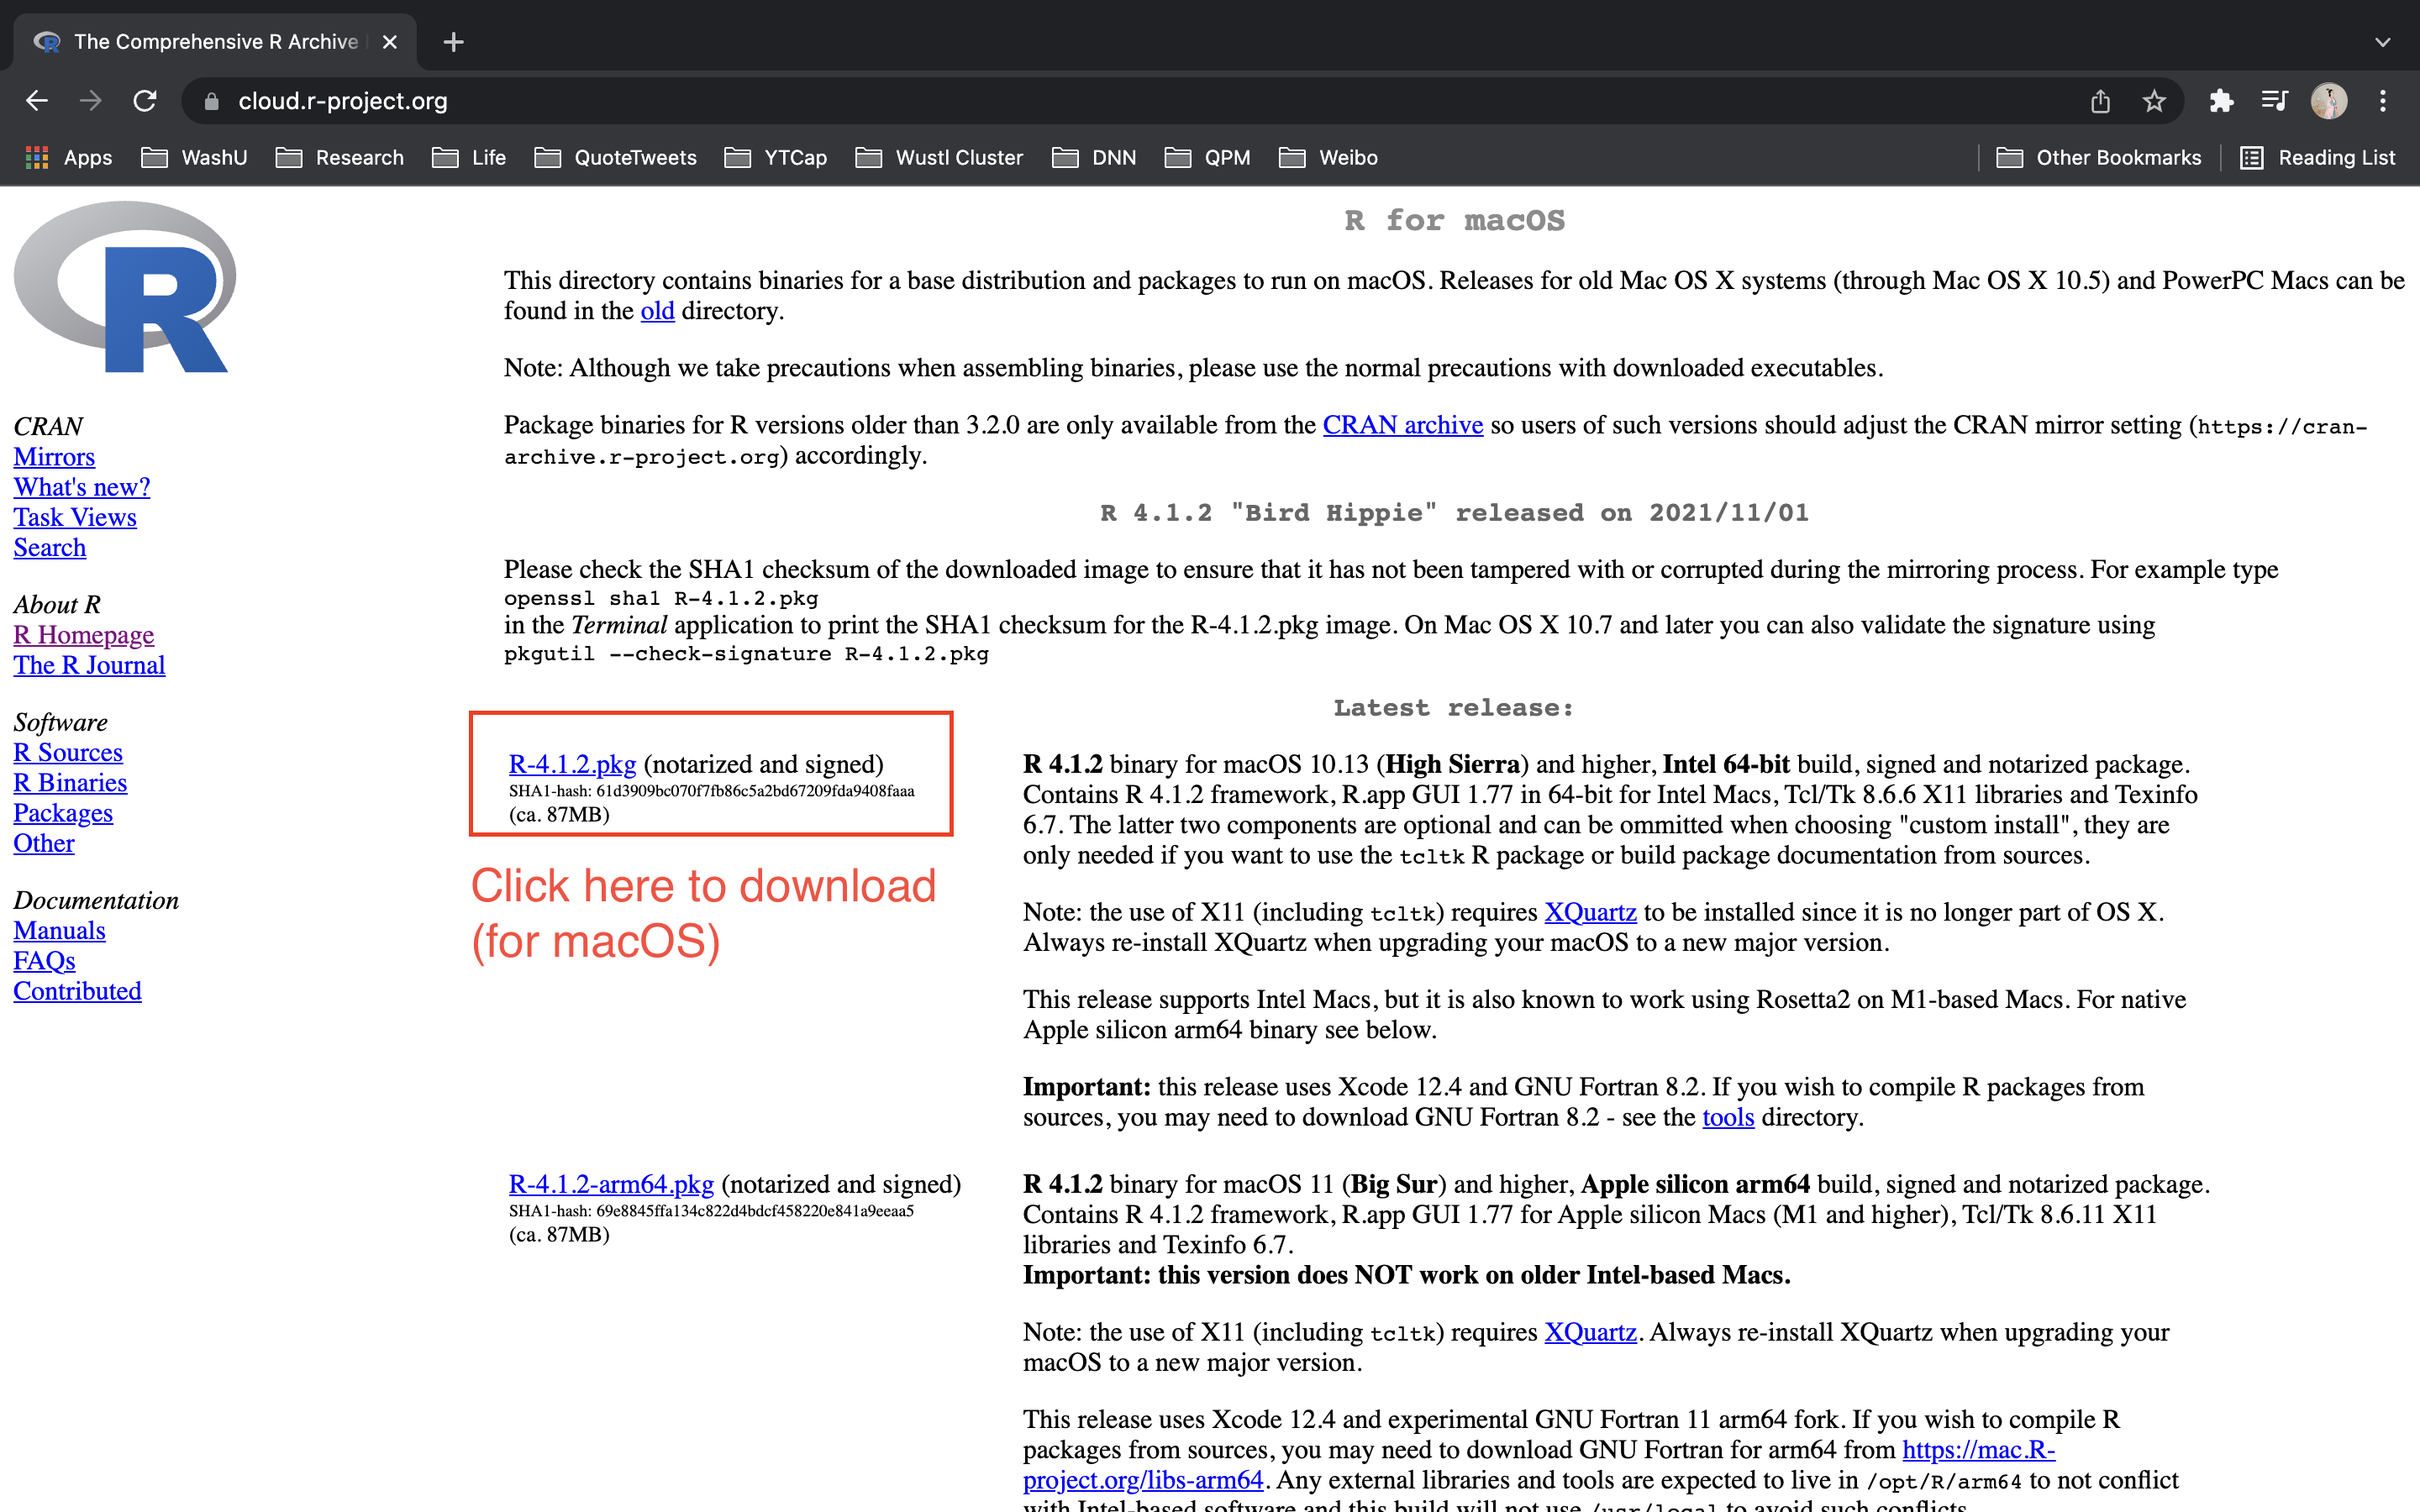 The Comprehensive R Archive
cloud.r-project.org
Apps WashU Research Life QuoteTweets YTCap Wustl Cluster DNN QPM Weibo Other Bookmarks Reading List
R
CRAN
Mirrors
What's new?
Task Views
Search
About R
R Homepage
The R Journal
Software
R Sources
R Binaries
Packages
Other
Documentation
Manuals
FAQs
Contributed
R for macOS
This directory contains binaries for a base distribution and packages to run on macOS. Releases for old Mac OS X systems (through Mac OS X 10.5) and PowerPC Macs can be
found in the old directory.
Note: Although we take precautions when assembling binaries, please use the normal precautions with downloaded executables.
Package binaries for R versions older than 3.2.0 are only available from the CRAN archive so users of such versions should adjust the CRAN mirror setting (https://cran-
archive.r-project.org) accordingly.
R 4.1.2 "Bird Hippie" released on 2021/11/01
Please check the SHA1 checksum of the downloaded image to ensure that it has not been tampered with or corrupted during the mirroring process. For example type
openssl sha1 R-4.1.2.pkg
in the Terminal application to print the SHA1 checksum for the R-4.1.2.pkg image. On Mac OS X 10.7 and later you can also validate the signature using
pkgutil --check-signature R-4.1.2.pkg
Latest release:
R-4.1.2.pkg (notarized and signed)
SHA1-hash: 61d3909bc070f7fb86c5a2bd67209fda9408faaa
(ca. 87MB)
Click here to download
(for macOS)
R 4.1.2 binary for macOS 10.13 (High Sierra) and higher, Intel 64-bit build, signed and notarized package.
Contains R 4.1.2 framework, R.app GUI 1.77 in 64-bit for Intel Macs, Tcl/Tk 8.6.6 X11 libraries and Texinfo
6.7. The latter two components are optional and can be ommitted when choosing "custom install", they are
only needed if you want to use the tcltk R package or build package documentation from sources.
Note: the use of X11 (including tcltk) requires XQuartz to be installed since it is no longer part of OS X.
Always re-install XQuartz when upgrading your macOS to a new major version.
This release supports Intel Macs, but it is also known to work using Rosetta2 on M1-based Macs. For native
Apple silicon arm64 binary see below.
Important: this release uses Xcode 12.4 and GNU Fortran 8.2. If you wish to compile R packages from
sources, you may need to download GNU Fortran 8.2 - see the tools directory.
R-4.1.2-arm64.pkg (notarized and signed)
SHA1-hash: 69e8845ffa134c822d4bdcf458220e841a9eeaa5
(ca. 87MB)
R 4.1.2 binary for macOS 11 (Big Sur) and higher, Apple silicon arm64 build, signed and notarized package.
Contains R 4.1.2 framework, R.app GUI 1.77 for Apple silicon Macs (M1 and higher), Tcl/Tk 8.6.11 X11
libraries and Texinfo 6.7.
Important: this version does NOT work on older Intel-based Macs.
Note: the use of X11 (including tcltk) requires XQuartz. Always re-install XQuartz when upgrading your
macOS to a new major version.
This release uses Xcode 12.4 and experimental GNU Fortran 11 arm64 fork. If you wish to compile R
packages from sources, you may need to download GNU Fortran for arm64 from https://mac.R-
project.org/libs-arm64. Any external libraries and tools are expected to live in /opt/R/arm64 to not conflict
with Intel-based software and this build will not use /usr/local to avoid such conflicts.